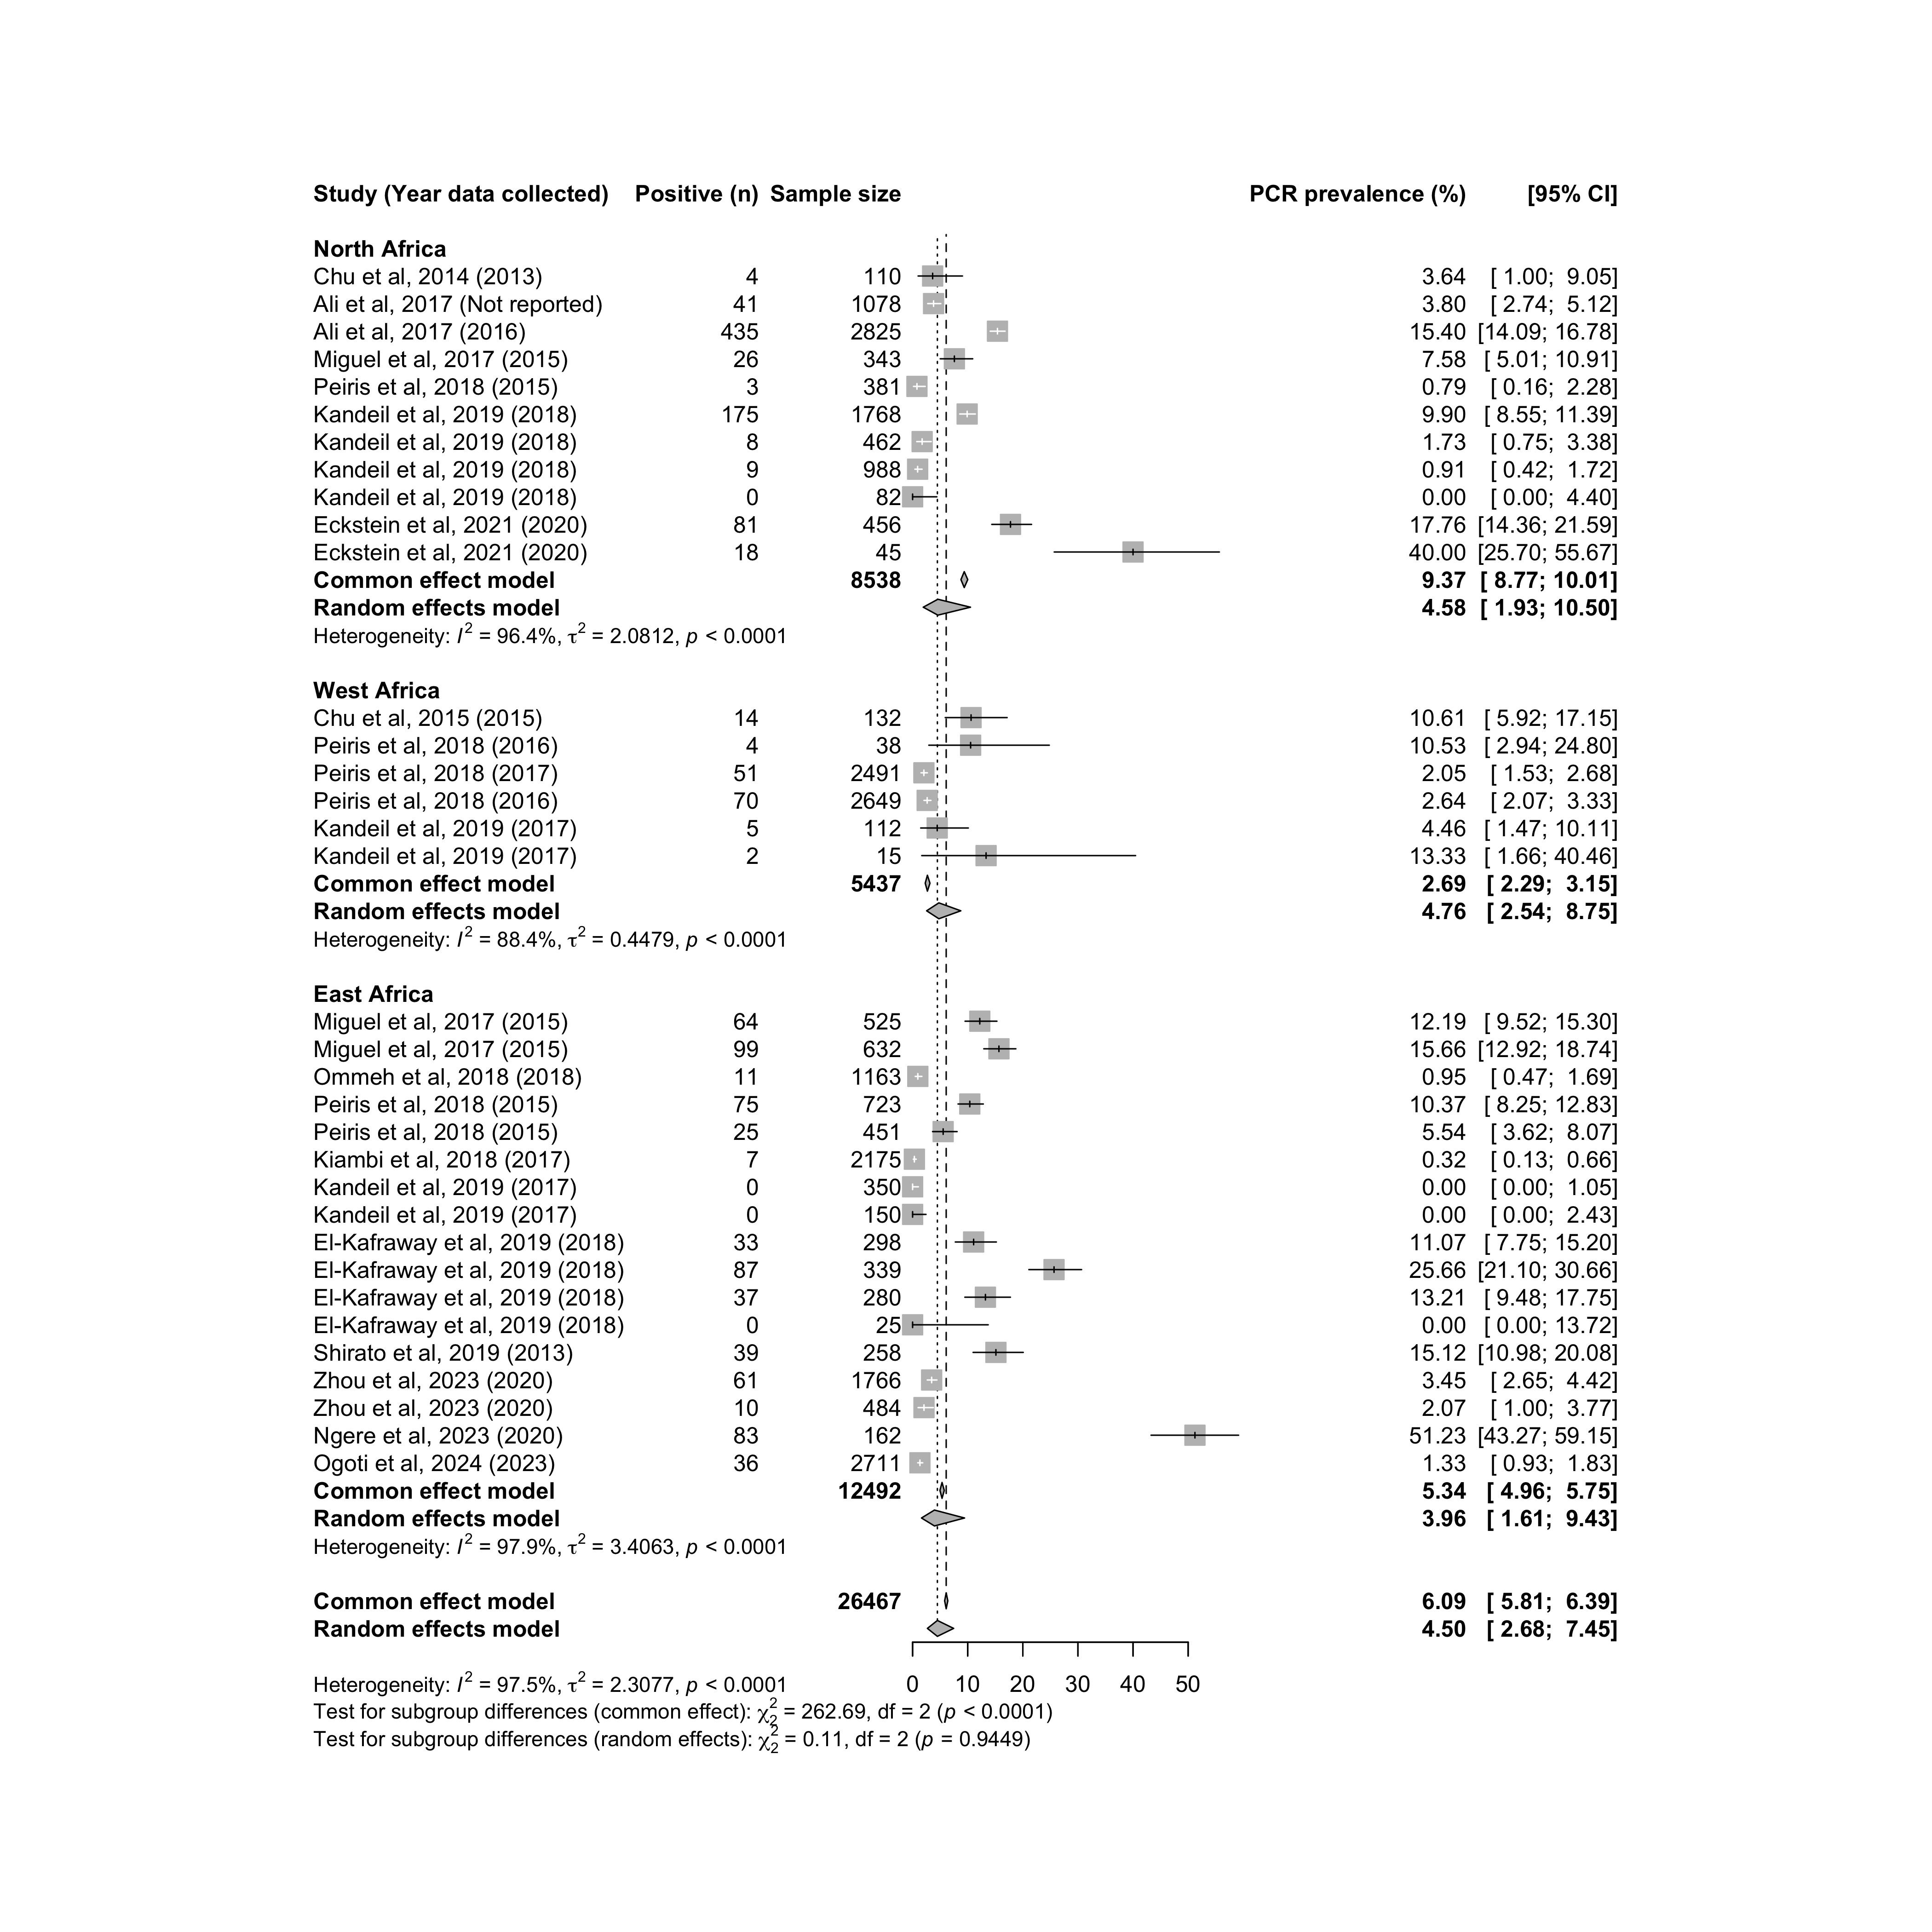 Study (Year data collected) Positive (n) Sample size PCR prevalence (%) [95% CI]
North Africa
Chu et al, 2014 (2013) 4 110 3.64 [ 1.00; 9.05]
Ali et al, 2017 (Not reported) 41 1078 3.80 [ 2.74; 5.12]
Ali et al, 2017 (2016) 435 2825 15.40 [14.09; 16.78]
Miguel et al, 2017 (2015) 26 343 7.58 [ 5.01; 10.91]
Peiris et al, 2018 (2015) 3 381 0.79 [ 0.16; 2.28]
Kandeil et al, 2019 (2018) 175 1768 9.90 [ 8.55; 11.39]
Kandeil et al, 2019 (2018) 8 462 1.73 [ 0.75; 3.38]
Kandeil et al, 2019 (2018) 9 988 0.91 [ 0.42; 1.72]
Kandeil et al, 2019 (2018) 0 82 0.00 [ 0.00; 4.40]
Eckstein et al, 2021 (2020) 81 456 17.76 [14.36; 21.59]
Eckstein et al, 2021 (2020) 18 45 40.00 [25.70; 55.67]
Common effect model 8538 9.37 [ 8.77; 10.01]
Random effects model 4.58 [ 1.93; 10.50]
Heterogeneity: I² = 96.4%, τ² = 2.0812, p < 0.0001
West Africa
Chu et al, 2015 (2015) 14 132 10.61 [ 5.92; 17.15]
Peiris et al, 2018 (2016) 4 38 10.53 [ 2.94; 24.80]
Peiris et al, 2018 (2017) 51 2491 2.05 [ 1.53; 2.68]
Peiris et al, 2018 (2016) 70 2649 2.64 [ 2.07; 3.33]
Kandeil et al, 2019 (2017) 5 112 4.46 [ 1.47; 10.11]
Kandeil et al, 2019 (2017) 2 15 13.33 [ 1.66; 40.46]
Common effect model 5437 2.69 [ 2.29; 3.15]
Random effects model 4.76 [ 2.54; 8.75]
Heterogeneity: I² = 88.4%, τ² = 0.4479, p < 0.0001
East Africa
Miguel et al, 2017 (2015) 64 525 12.19 [ 9.52; 15.30]
Miguel et al, 2017 (2015) 99 632 15.66 [12.92; 18.74]
Ommeh et al, 2018 (2018) 11 1163 0.95 [ 0.47; 1.69]
Peiris et al, 2018 (2015) 75 723 10.37 [ 8.25; 12.83]
Peiris et al, 2018 (2015) 25 451 5.54 [ 3.62; 8.07]
Kiambi et al, 2018 (2017) 7 2175 0.32 [ 0.13; 0.66]
Kandeil et al, 2019 (2017) 0 350 0.00 [ 0.00; 1.05]
Kandeil et al, 2019 (2017) 0 150 0.00 [ 0.00; 2.43]
El-Kafraway et al, 2019 (2018) 33 298 11.07 [ 7.75; 15.20]
El-Kafraway et al, 2019 (2018) 87 339 25.66 [21.10; 30.66]
El-Kafraway et al, 2019 (2018) 37 280 13.21 [ 9.48; 17.75]
El-Kafraway et al, 2019 (2018) 0 25 0.00 [ 0.00; 13.72]
Shirato et al, 2019 (2013) 39 258 15.12 [10.98; 20.08]
Zhou et al, 2023 (2020) 61 1766 3.45 [ 2.65; 4.42]
Zhou et al, 2023 (2020) 10 484 2.07 [ 1.00; 3.77]
Ngere et al, 2023 (2020) 83 162 51.23 [43.27; 59.15]
Ogoti et al, 2024 (2023) 36 2711 1.33 [ 0.93; 1.83]
Common effect model 12492 5.34 [ 4.96; 5.75]
Random effects model 3.96 [ 1.61; 9.43]
Heterogeneity: I² = 97.9%, τ² = 3.4063, p < 0.0001
Common effect model 26467 6.09 [ 5.81; 6.39]
Random effects model 4.50 [ 2.68; 7.45]
Heterogeneity: I² = 97.5%, τ² = 2.3077, p < 0.0001 0 10 20 30 40 50
Test for subgroup differences (common effect): χ²₂ = 262.69, df = 2 (p < 0.0001)
Test for subgroup differences (random effects): χ²₂ = 0.11, df = 2 (p = 0.9449)